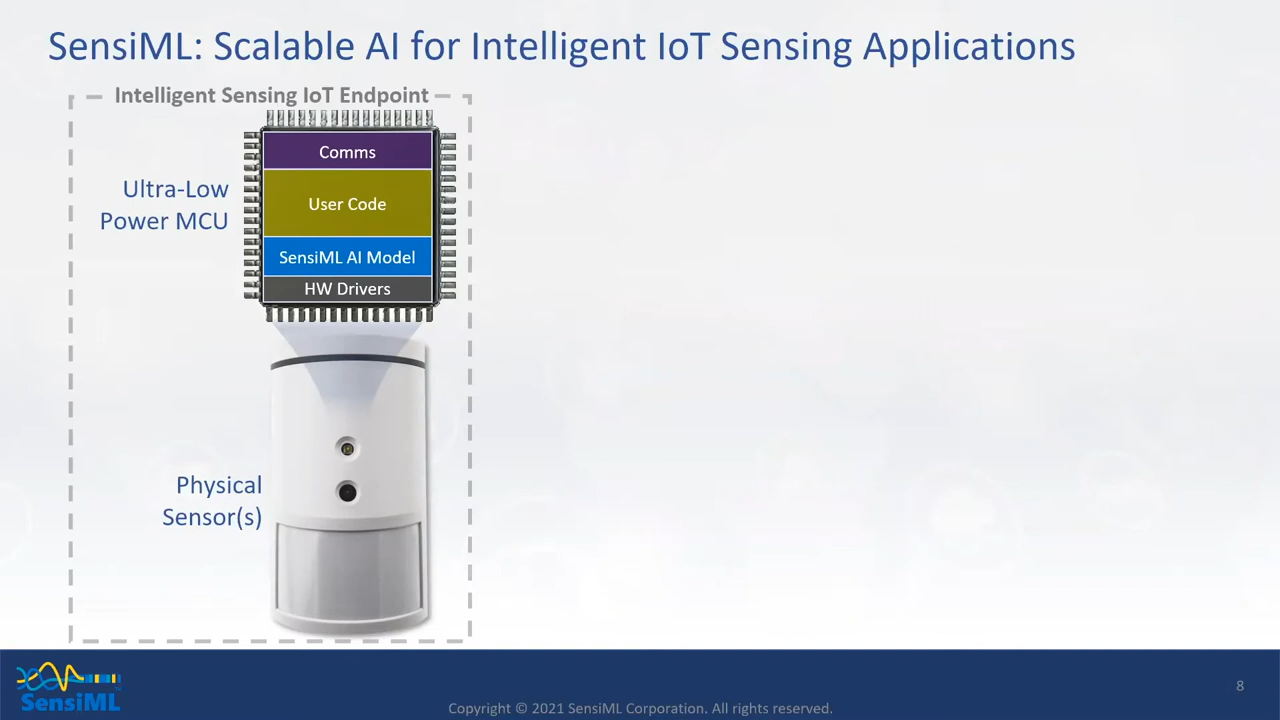 SensiML: Scalable AI for Intelligent IoT Sensing Applications
Intelligent Sensing IoT Endpoint
Comms
Ultra-Low
Power MCU
User Code
SensiML AI Model
HW Drivers
Physical
Sensor(s)
SensiML
8
Copyright © 2021 SensiML Corporation. All rights reserved.